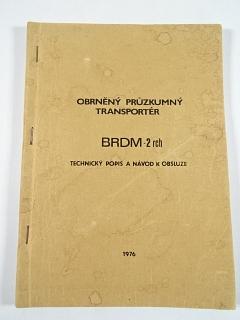 OBRNĚNÝ PRŮZKUMNÝ
TRANSPORTÉR
BRDM-2 rch
TECHNICKÝ POPIS A NÁVOD K OBSLUZE
1976